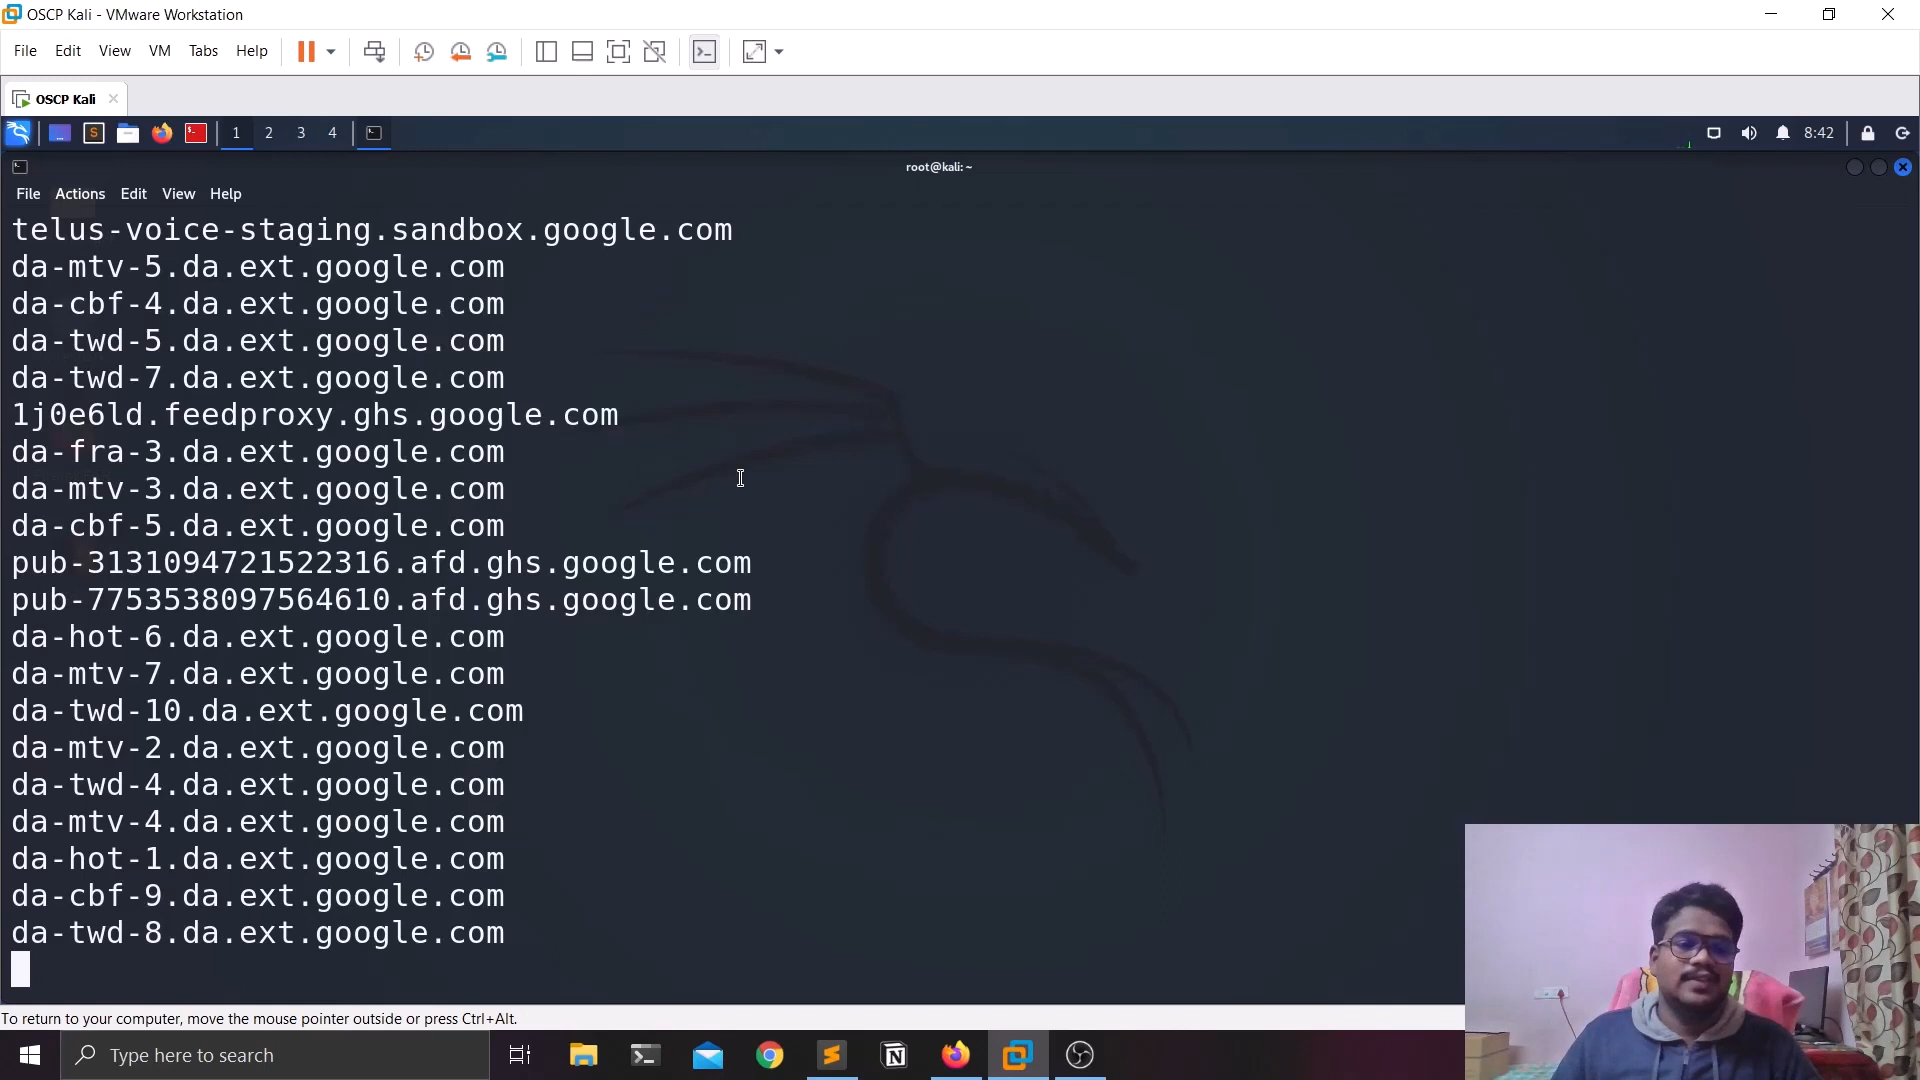 OSCP Kali - VMware Workstation
File Edit View VM Tabs Help
OSCP Kali
1 2 3 4 8:42
root@kali: ~
File Actions Edit View Help
telus-voice-staging.sandbox.google.com
da-mtv-5.da.ext.google.com
da-cbf-4.da.ext.google.com
da-twd-5.da.ext.google.com
da-twd-7.da.ext.google.com
1j0e6ld.feedproxy.ghs.google.com
da-fra-3.da.ext.google.com
da-mtv-3.da.ext.google.com
da-cbf-5.da.ext.google.com
pub-3131094721522316.afd.ghs.google.com
pub-7753538097564610.afd.ghs.google.com
da-hot-6.da.ext.google.com
da-mtv-7.da.ext.google.com
da-twd-10.da.ext.google.com
da-mtv-2.da.ext.google.com
da-twd-4.da.ext.google.com
da-mtv-4.da.ext.google.com
da-hot-1.da.ext.google.com
da-cbf-9.da.ext.google.com
da-twd-8.da.ext.google.com
To return to your computer, move the mouse pointer outside or press Ctrl+Alt.
Type here to search